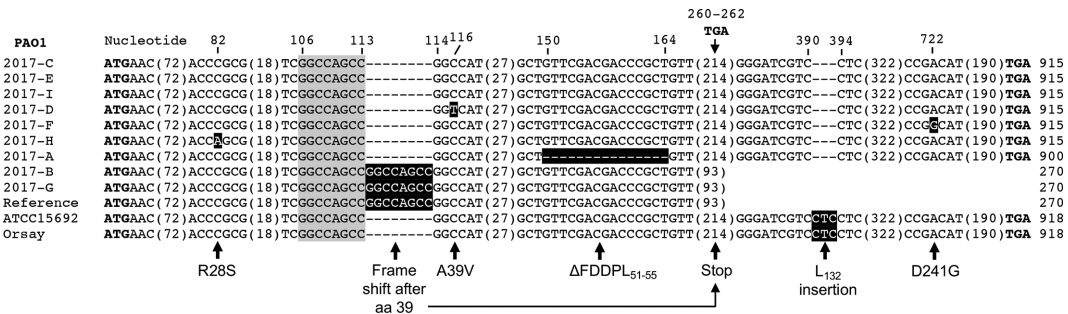 260–262
TGA
PAO1 Nucleotide 82 106 113 114 116 150 164 390 394 722
2017-C ATGAAC(72)ACCCGCG(18)TCGGCCAGCC--------GGCCAT(27)GCTGTTCGACGACCCGCTGTT(214)GGGATCGTC---CTC(322)CCGACAT(190)TGA 915
2017-E ATGAAC(72)ACCCGCG(18)TCGGCCAGCC--------GGCCAT(27)GCTGTTCGACGACCCGCTGTT(214)GGGATCGTC---CTC(322)CCGACAT(190)TGA 915
2017-I ATGAAC(72)ACCCGCG(18)TCGGCCAGCC--------GGCCAT(27)GCTGTTCGACGACCCGCTGTT(214)GGGATCGTC---CTC(322)CCGACAT(190)TGA 915
2017-D ATGAAC(72)ACCCGCG(18)TCGGCCAGCC--------GGTCAT(27)GCTGTTCGACGACCCGCTGTT(214)GGGATCGTC---CTC(322)CCGACAT(190)TGA 915
2017-F ATGAAC(72)ACCCGCG(18)TCGGCCAGCC--------GGCCAT(27)GCTGTTCGACGACCCGCTGTT(214)GGGATCGTC---CTC(322)CCGGCAT(190)TGA 915
2017-H ATGAAC(72)ACCAGCG(18)TCGGCCAGCC--------GGCCAT(27)GCTGTTCGACGACCCGCTGTT(214)GGGATCGTC---CTC(322)CCGACAT(190)TGA 915
2017-A ATGAAC(72)ACCCGCG(18)TCGGCCAGCC--------GGCCAT(27)GCT---------------GTT(214)GGGATCGTC---CTC(322)CCGACAT(190)TGA 900
2017-B ATGAAC(72)ACCCGCG(18)TCGGCCAGCCGGCCAGCCGGCCAT(27)GCTGTTCGACGACCCGCTGTT(93) 270
2017-G ATGAAC(72)ACCCGCG(18)TCGGCCAGCCGGCCAGCCGGCCAT(27)GCTGTTCGACGACCCGCTGTT(93) 270
Reference ATGAAC(72)ACCCGCG(18)TCGGCCAGCCGGCCAGCCGGCCAT(27)GCTGTTCGACGACCCGCTGTT(93) 270
ATCC15692 ATGAAC(72)ACCCGCG(18)TCGGCCAGCC--------GGCCAT(27)GCTGTTCGACGACCCGCTGTT(214)GGGATCGTCCTCCTC(322)CCGACAT(190)TGA 918
Orsay ATGAAC(72)ACCCGCG(18)TCGGCCAGCC--------GGCCAT(27)GCTGTTCGACGACCCGCTGTT(214)GGGATCGTCCTCCTC(322)CCGACAT(190)TGA 918
R28S Frame A39V ΔFDDPL51-55 Stop L132 D241G
shift after insertion
aa 39